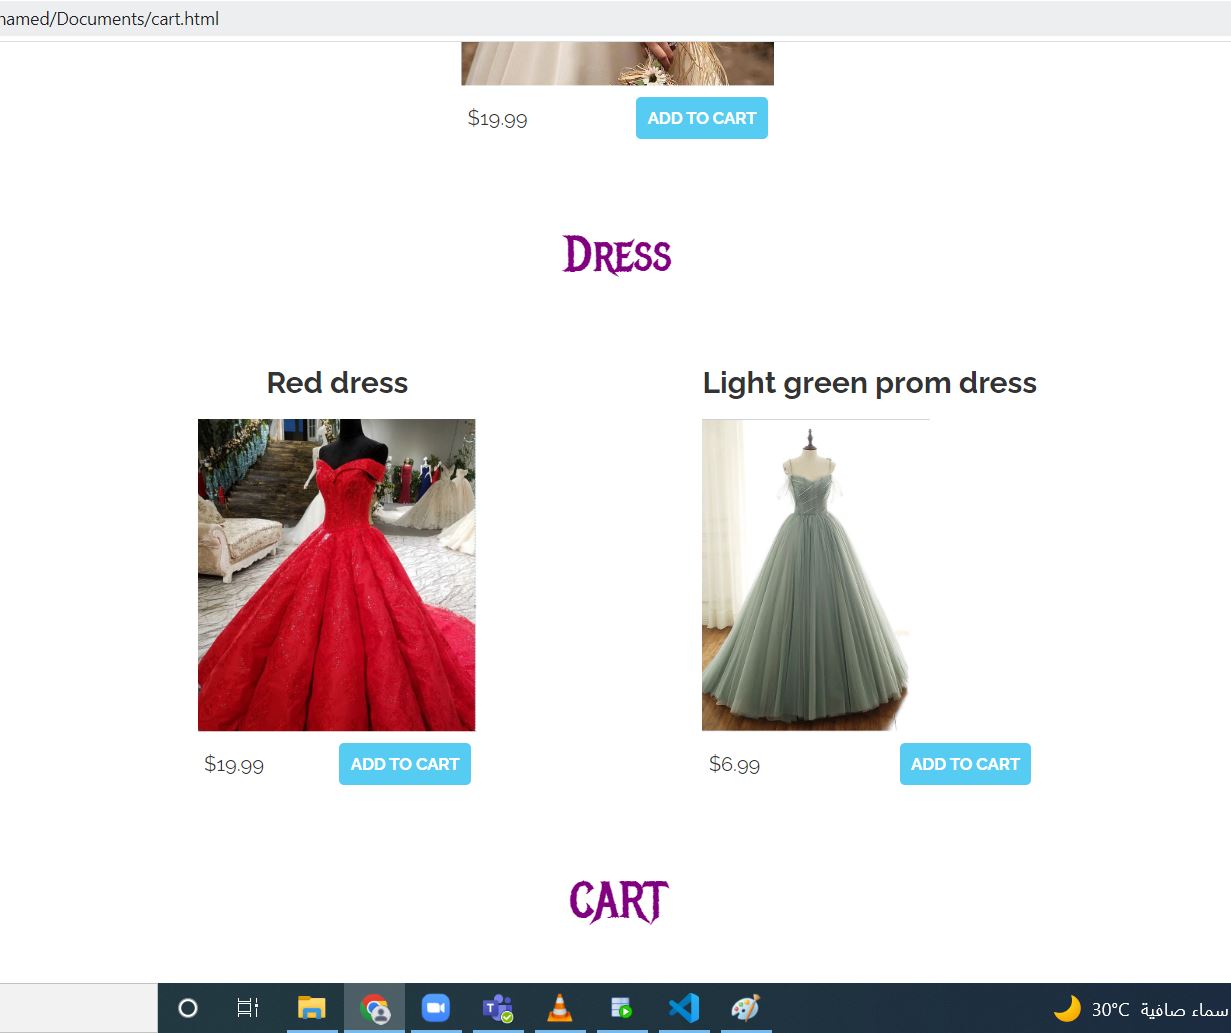 named/Documents/cart.html
$19.99 ADD TO CART
Dress
Red dress Light green prom dress
$19.99 ADD TO CART $6.99 ADD TO CART
CART
30°C سماء صافية